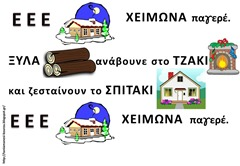 Ε Ε Ε ΧΕΙΜΩΝΑ παγερέ.
ΞΥΛΑ ανάβουνε στο ΤΖΑΚΙ
και ζεσταίνουν το ΣΠΙΤΑΚΙ
Ε Ε Ε ΧΕΙΜΩΝΑ παγερέ.